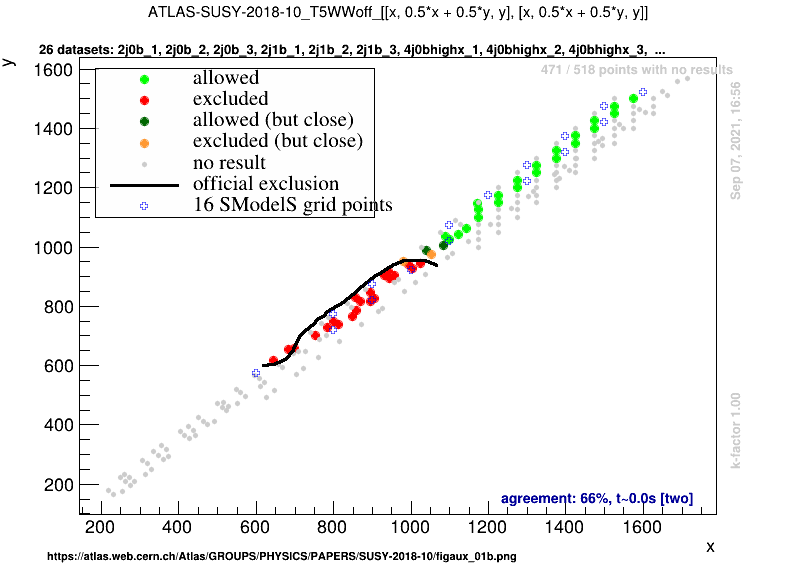 ATLAS-SUSY-2018-10_T5WWoff_[[x, 0.5*x + 0.5*y, y], [x, 0.5*x + 0.5*y, y]]
26 datasets: 2j0b_1, 2j0b_2, 2j0b_3, 2j1b_1, 2j1b_2, 2j1b_3, 4j0bhighx_1, 4j0bhighx_2, 4j0bhighx_3, ...
y
471 / 518 points with no results
allowed
excluded
allowed (but close)
excluded (but close)
no result
official exclusion
16 SModelS grid points
1600
1400
1200
1000
800
600
400
200
Sep 07, 2021, 16:56
k-factor 1.00
agreement: 66%, t~0.0s [two]
200 400 600 800 1000 1200 1400 1600
x
https://atlas.web.cern.ch/Atlas/GROUPS/PHYSICS/PAPERS/SUSY-2018-10/figaux_01b.png